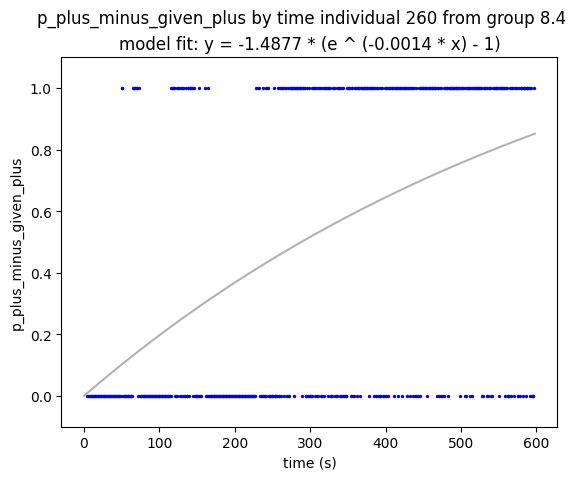 p_plus_minus_given_plus by time individual 260 from group 8.4
model fit: y = -1.4877 * (e ^ (-0.0014 * x) - 1)
p_plus_minus_given_plus
1.0
0.8
0.6
0.4
0.2
0.0
0 100 200 300 400 500 600
time (s)